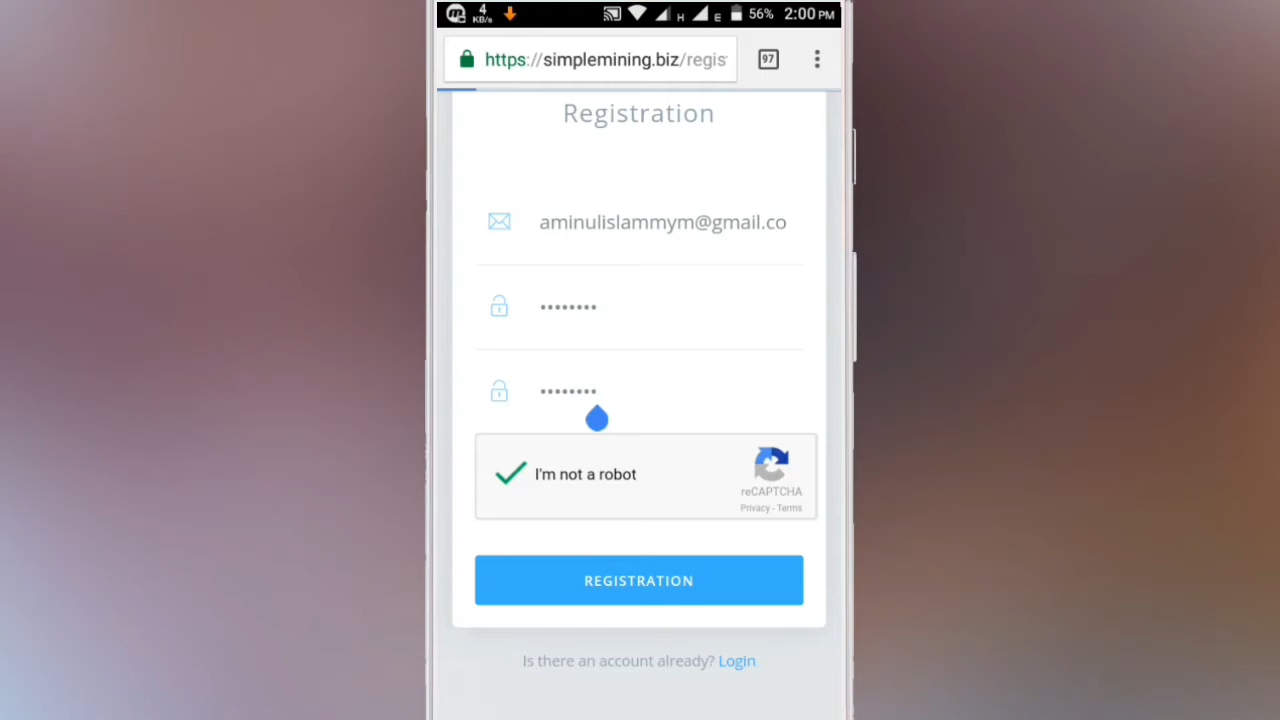 4
KB/s
H
E
56%
2:00 PM
https://simplemining.biz/regis
97
Registration
aminulislammym@gmail.co
••••••••
••••••••
I'm not a robot
reCAPTCHA
Privacy - Terms
REGISTRATION
Is there an account already? Login